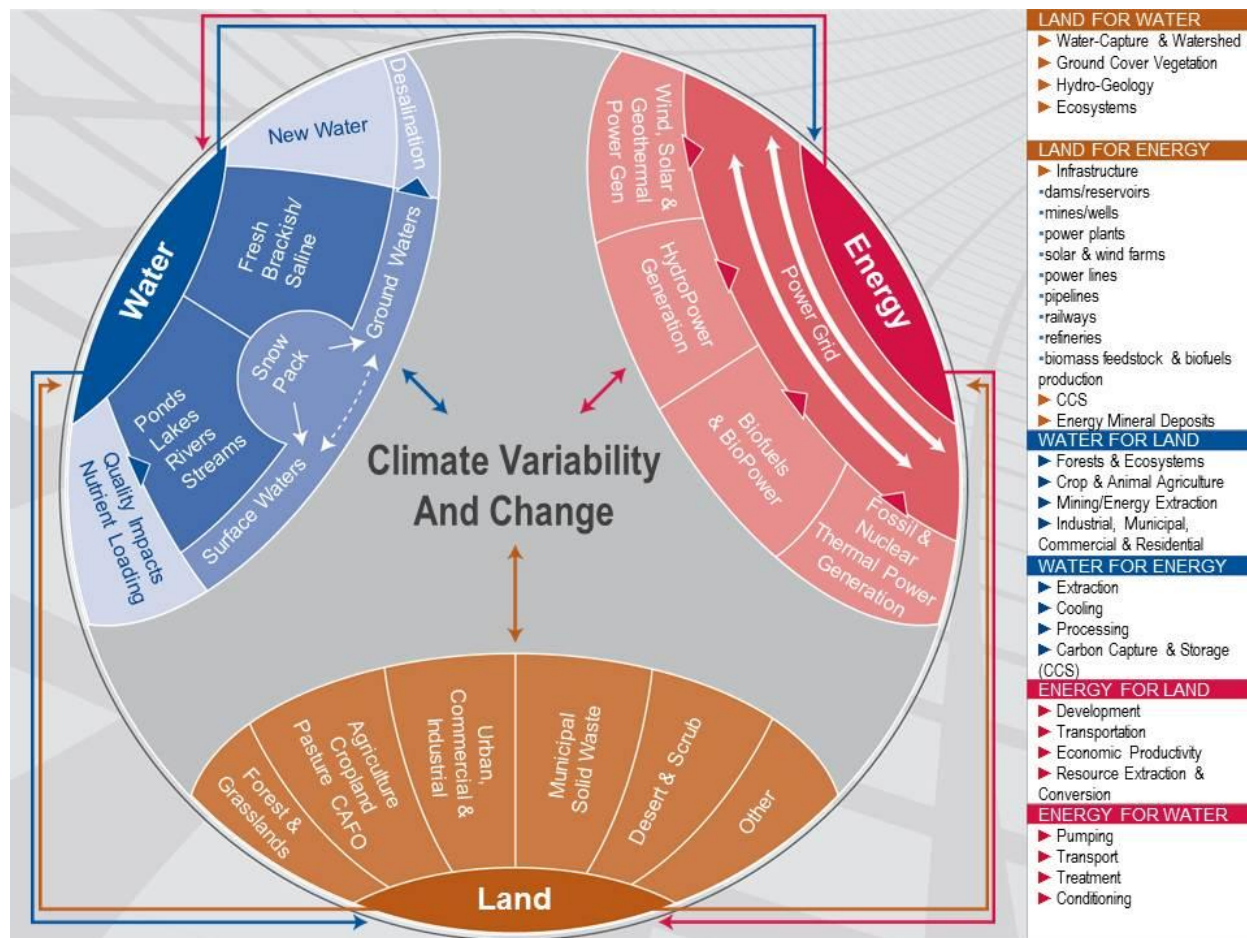 New Water
Desalination
Water
Fresh
Brackish/
Saline
Ground Waters
Snow
Pack
Ponds
Lakes
Rivers
Streams
Surface Waters
Quality Impacts
Nutrient Loading
Wind, Solar &
Geothermal
Power Gen
HydroPower
Generation
Biofuels
& BioPower
Fossil &
Nuclear
Thermal Power
Generation
Power Grid
Energy
Climate Variability
And Change
Forest &
Grasslands
Agriculture
Cropland
Pasture CAFO
Urban,
Commercial &
Industrial
Municipal
Solid Waste
Desert & Scrub
Other
Land
LAND FOR WATER
Water-Capture & Watershed
Ground Cover Vegetation
Hydro-Geology
Ecosystems
LAND FOR ENERGY
Infrastructure
▪dams/reservoirs
▪mines/wells
▪power plants
▪solar & wind farms
▪power lines
▪pipelines
▪railways
▪refineries
▪biomass feedstock & biofuels
production
CCS
Energy Mineral Deposits
WATER FOR LAND
Forests & Ecosystems
Crop & Animal Agriculture
Mining/Energy Extraction
Industrial, Municipal,
Commercial & Residential
WATER FOR ENERGY
Extraction
Cooling
Processing
Carbon Capture & Storage
(CCS)
ENERGY FOR LAND
Development
Transportation
Economic Productivity
Resource Extraction &
Conversion
ENERGY FOR WATER
Pumping
Transport
Treatment
Conditioning